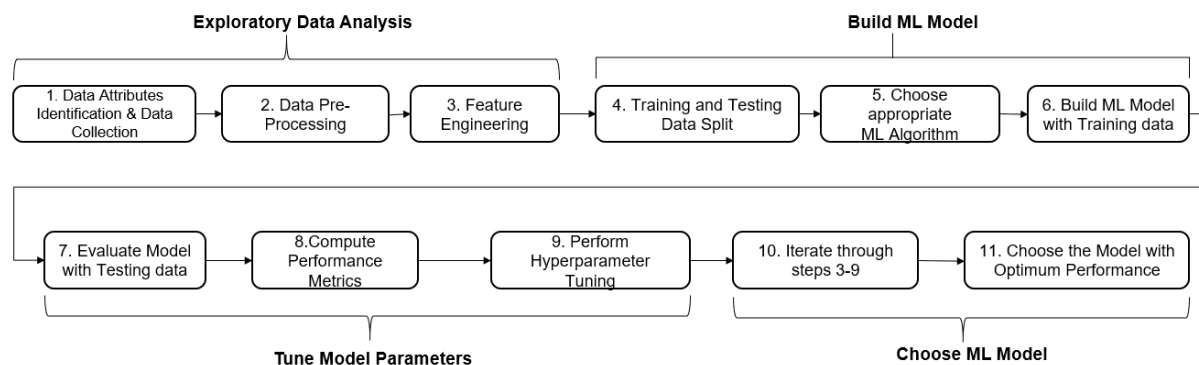 Exploratory Data Analysis
Build ML Model
1. Data Attributes
Identification & Data
Collection
2. Data Pre-
Processing
3. Feature
Engineering
4. Training and Testing
Data Split
5. Choose
appropriate
ML Algorithm
6. Build ML Model
with Training data
7. Evaluate Model
with Testing data
8.Compute
Performance
Metrics
9. Perform
Hyperparameter
Tuning
10. Iterate through
steps 3-9
11. Choose the Model with
Optimum Performance
Tune Model Parameters
Choose ML Model